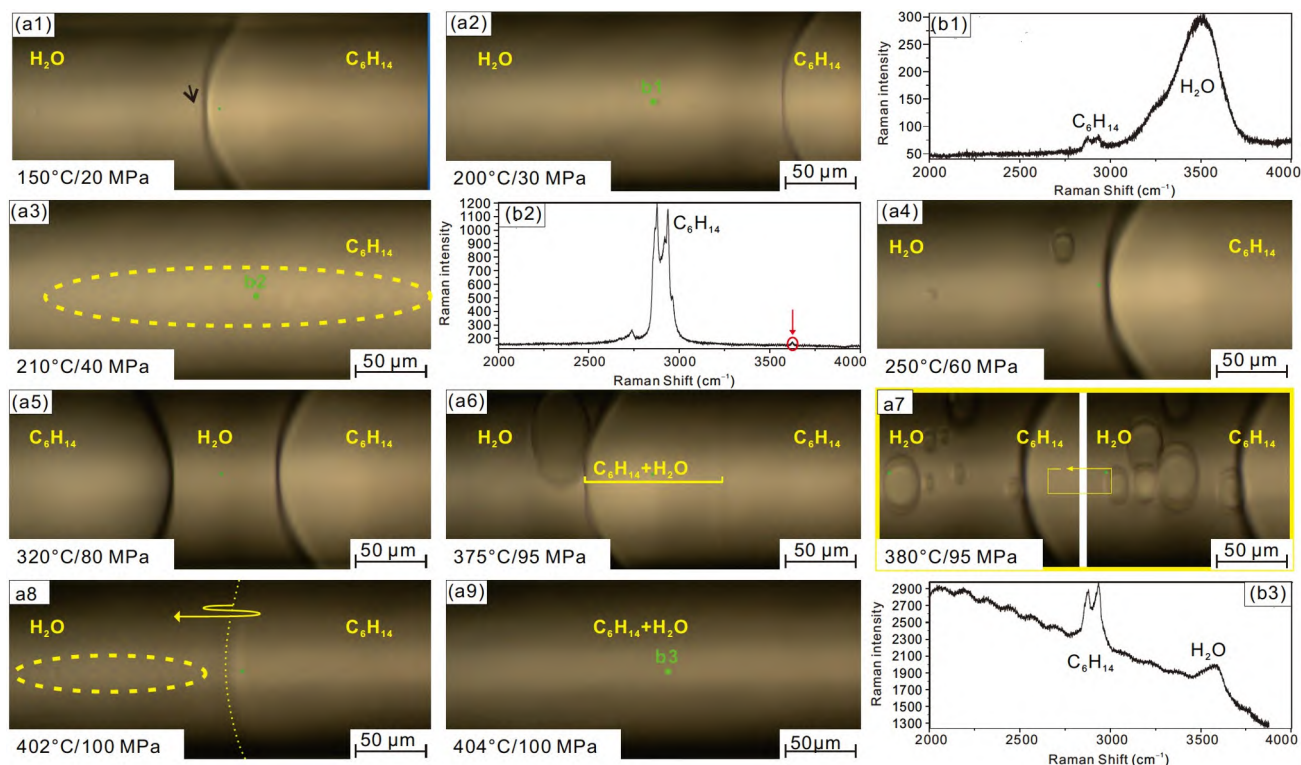 (a1)
H₂O
C₆H₁₄
150°C/20 MPa
(a2)
H₂O
C₆H₁₄
b1
200°C/30 MPa
50 µm
(b1)
300
250
200
150
100
50
Raman intensity
C₆H₁₄
H₂O
2000 2500 3000 3500 4000
Raman Shift (cm⁻¹)
(a3)
C₆H₁₄
b2
210°C/40 MPa
50 µm
(b2)
1200
1100
1000
900
800
700
600
500
400
300
200
Raman intensity
C₆H₁₄
2000 2500 3000 3500 4000
Raman Shift (cm⁻¹)
(a4)
H₂O
C₆H₁₄
250°C/60 MPa
50 µm
(a5)
C₆H₁₄ H₂O C₆H₁₄
320°C/80 MPa
50 µm
(a6)
H₂O
C₆H₁₄
C₆H₁₄+H₂O
375°C/95 MPa
50 µm
a7
H₂O C₆H₁₄ H₂O C₆H₁₄
380°C/95 MPa
50 µm
a8
H₂O
C₆H₁₄
402°C/100 MPa
50 µm
(a9)
C₆H₁₄+H₂O
b3
404°C/100 MPa
50µm
(b3)
2900
2700
2500
2300
2100
1900
1700
1500
1300
Raman intensity
C₆H₁₄
H₂O
2000 2500 3000 3500 4000
Raman Shift (cm⁻¹)